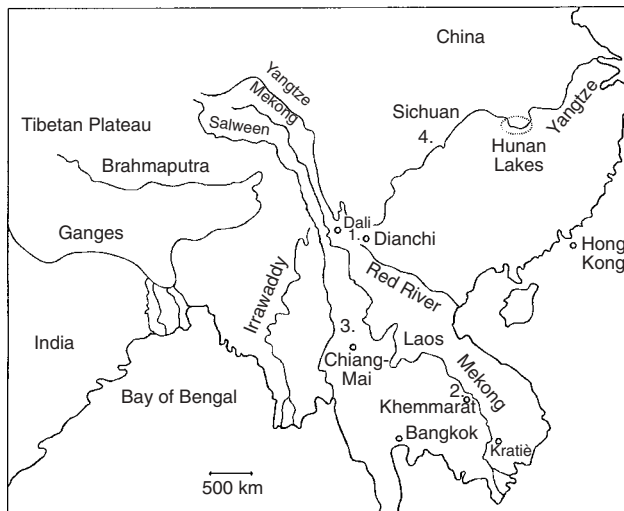 China
Yangtze
Mekong
Yangtze
Sichuan
Tibetan Plateau
Salween
4.
Hunan
Lakes
Brahmaputra
Dali
1.
Dianchi
Ganges
Hong
Kong
Red River
Irrawaddy
3.
India
Laos
Chiang-
Mai
Mekong
Bay of Bengal
2.
Khemmarat
Bangkok
Kratiè
500 km